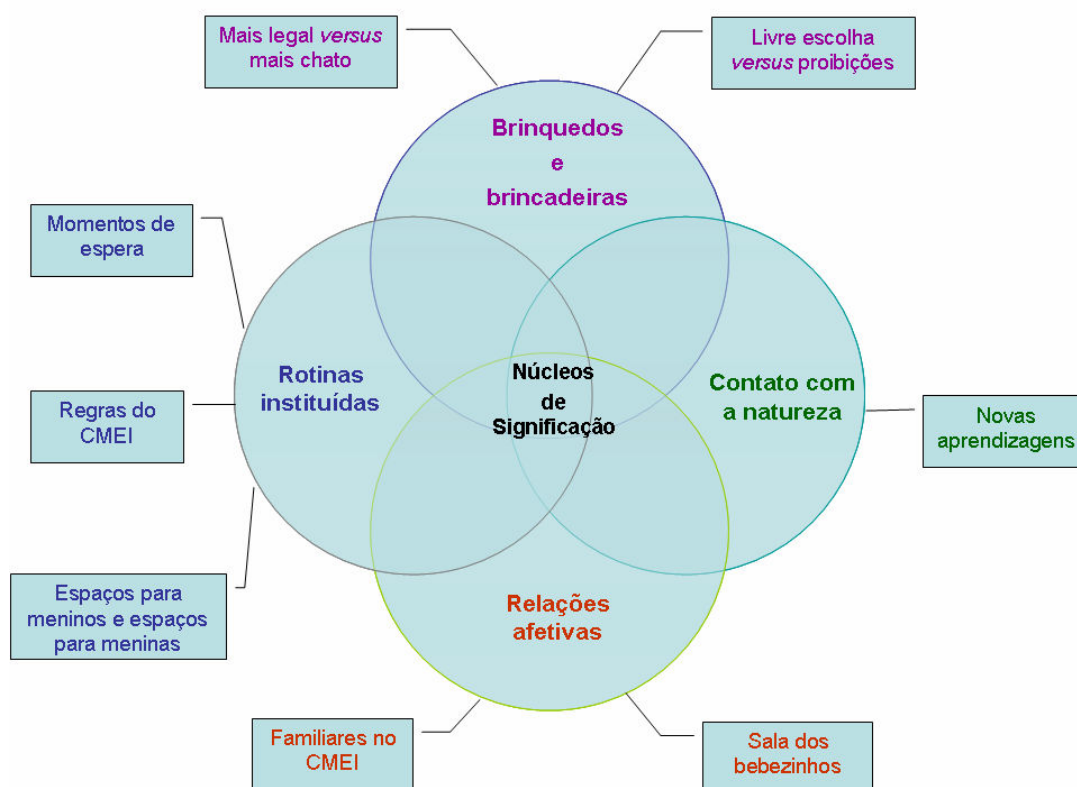 Mais legal versus
mais chato
Livre escolha
versus proibições
Brinquedos
e
brincadeiras
Momentos de
espera
Rotinas
instituídas
Núcleos
de
Significação
Contato com
a natureza
Regras do
CMEI
Novas
aprendizagens
Espaços para
meninos e espaços
para meninas
Relações
afetivas
Familiares no
CMEI
Sala dos
bebezinhos